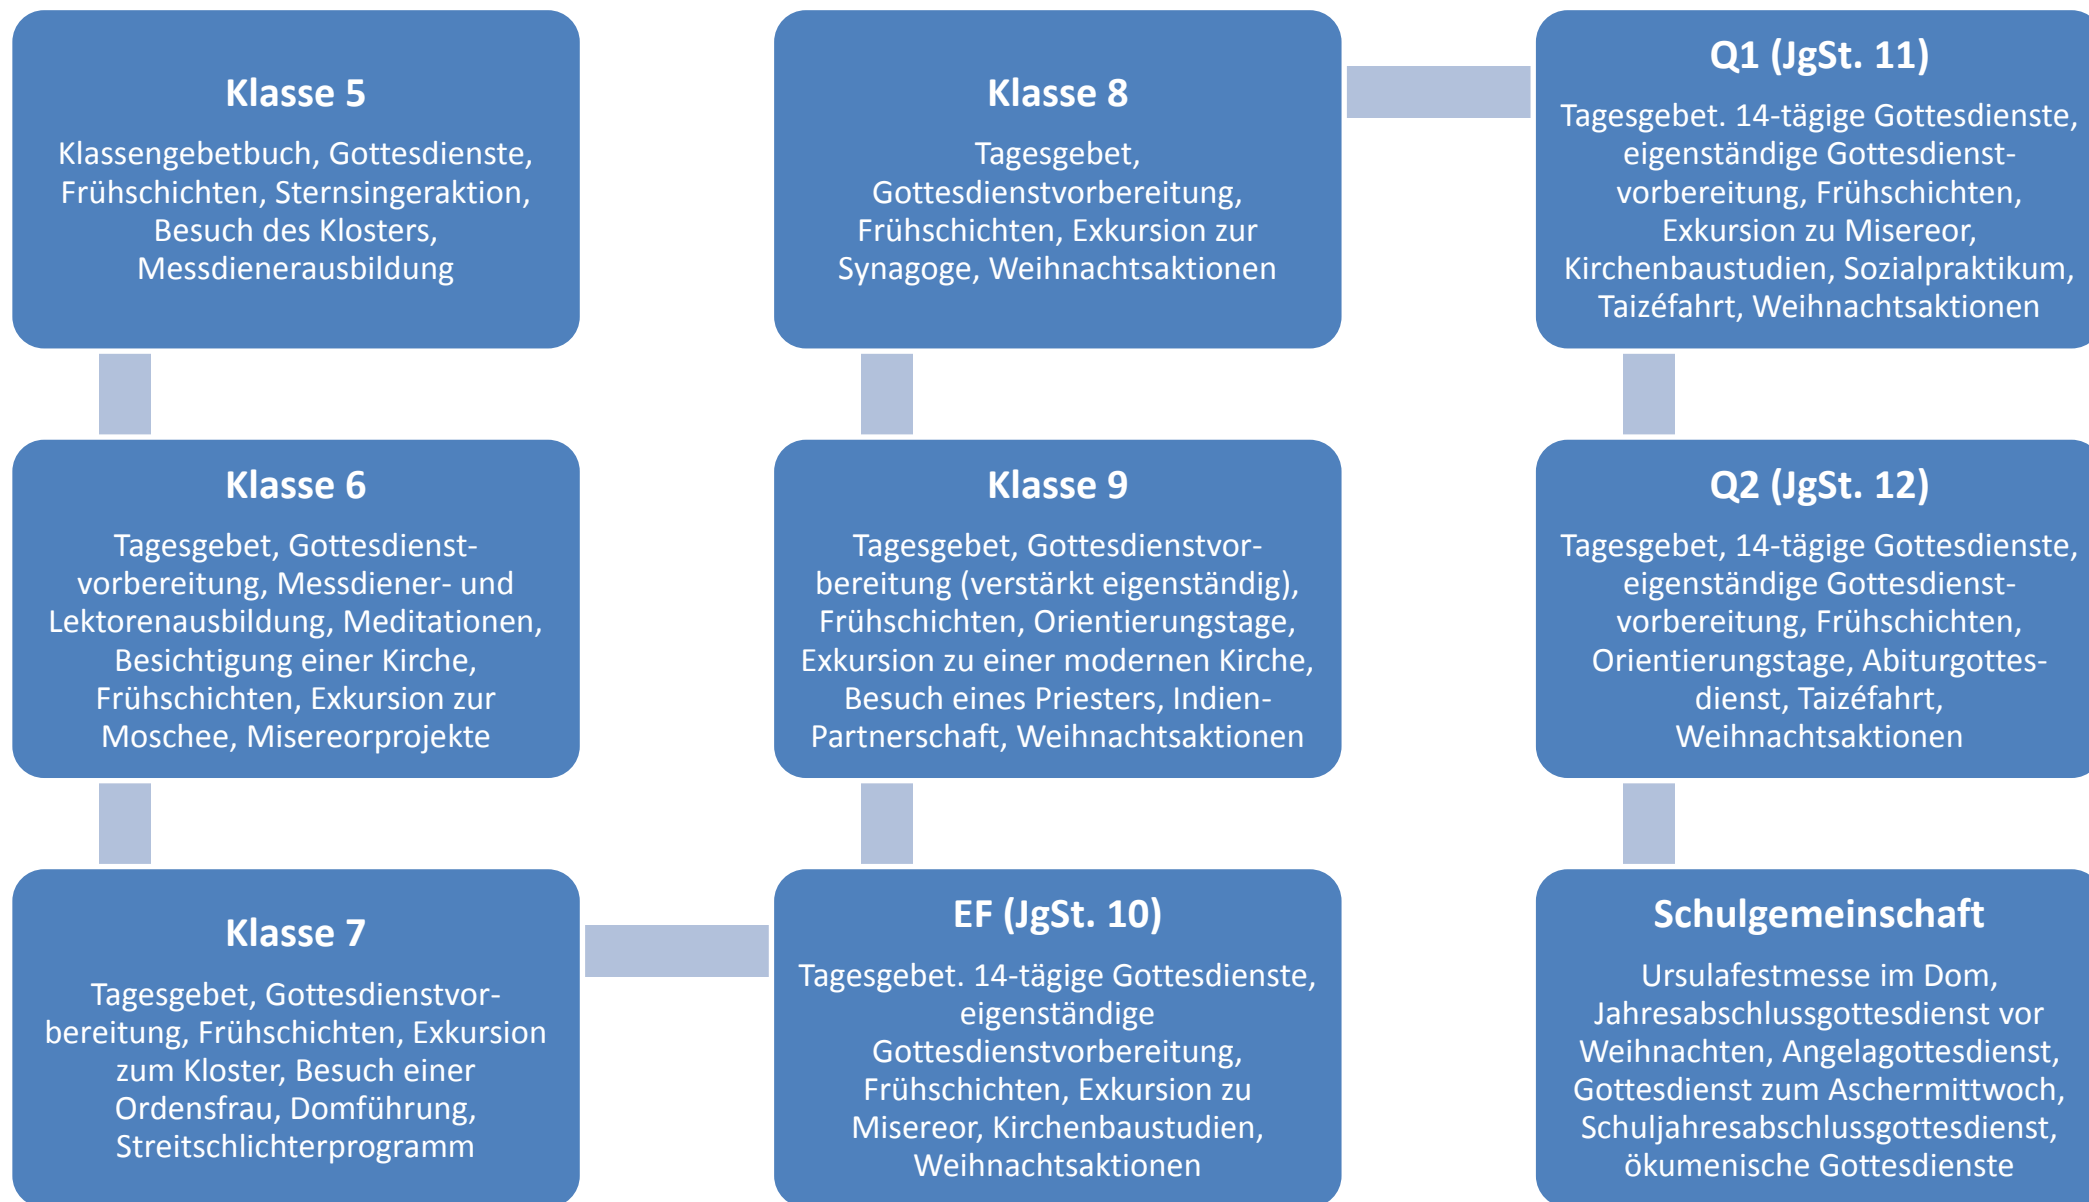 Klasse 5
Klassengebetbuch, Gottesdienste,
Frühschichten, Sternsingeraktion,
Besuch des Klosters,
Messdienerausbildung
Klasse 6
Tagesgebet, Gottesdienst-
vorbereitung, Messdiener- und
Lektorenausbildung, Meditationen,
Besichtigung einer Kirche,
Frühschichten, Exkursion zur
Moschee, Misereorprojekte
Klasse 7
Tagesgebet, Gottesdienstvor-
bereitung, Frühschichten, Exkursion
zum Kloster, Besuch einer
Ordensfrau, Domführung,
Streitschlichterprogramm
Klasse 8
Tagesgebet,
Gottesdienstvorbereitung,
Frühschichten, Exkursion zur
Synagoge, Weihnachtsaktionen
Klasse 9
Tagesgebet, Gottesdienstvor-
bereitung (verstärkt eigenständig),
Frühschichten, Orientierungstage,
Exkursion zu einer modernen Kirche,
Besuch eines Priesters, Indien-
Partnerschaft, Weihnachtsaktionen
EF (JgSt. 10)
Tagesgebet. 14-tägige Gottesdienste,
eigenständige
Gottesdienstvorbereitung,
Frühschichten, Exkursion zu
Misereor, Kirchenbaustudien,
Weihnachtsaktionen
Q1 (JgSt. 11)
Tagesgebet. 14-tägige Gottesdienste,
eigenständige Gottesdienst-
vorbereitung, Frühschichten,
Exkursion zu Misereor,
Kirchenbaustudien, Sozialpraktikum,
Taizéfahrt, Weihnachtsaktionen
Q2 (JgSt. 12)
Tagesgebet, 14-tägige Gottesdienste,
eigenständige Gottesdienst-
vorbereitung, Frühschichten,
Orientierungstage, Abiturgottes-
dienst, Taizéfahrt,
Weihnachtsaktionen
Schulgemeinschaft
Ursulafestmesse im Dom,
Jahresabschlussgottesdienst vor
Weihnachten, Angelagottesdienst,
Gottesdienst zum Aschermittwoch,
Schuljahresabschlussgottesdienst,
ökumenische Gottesdienste